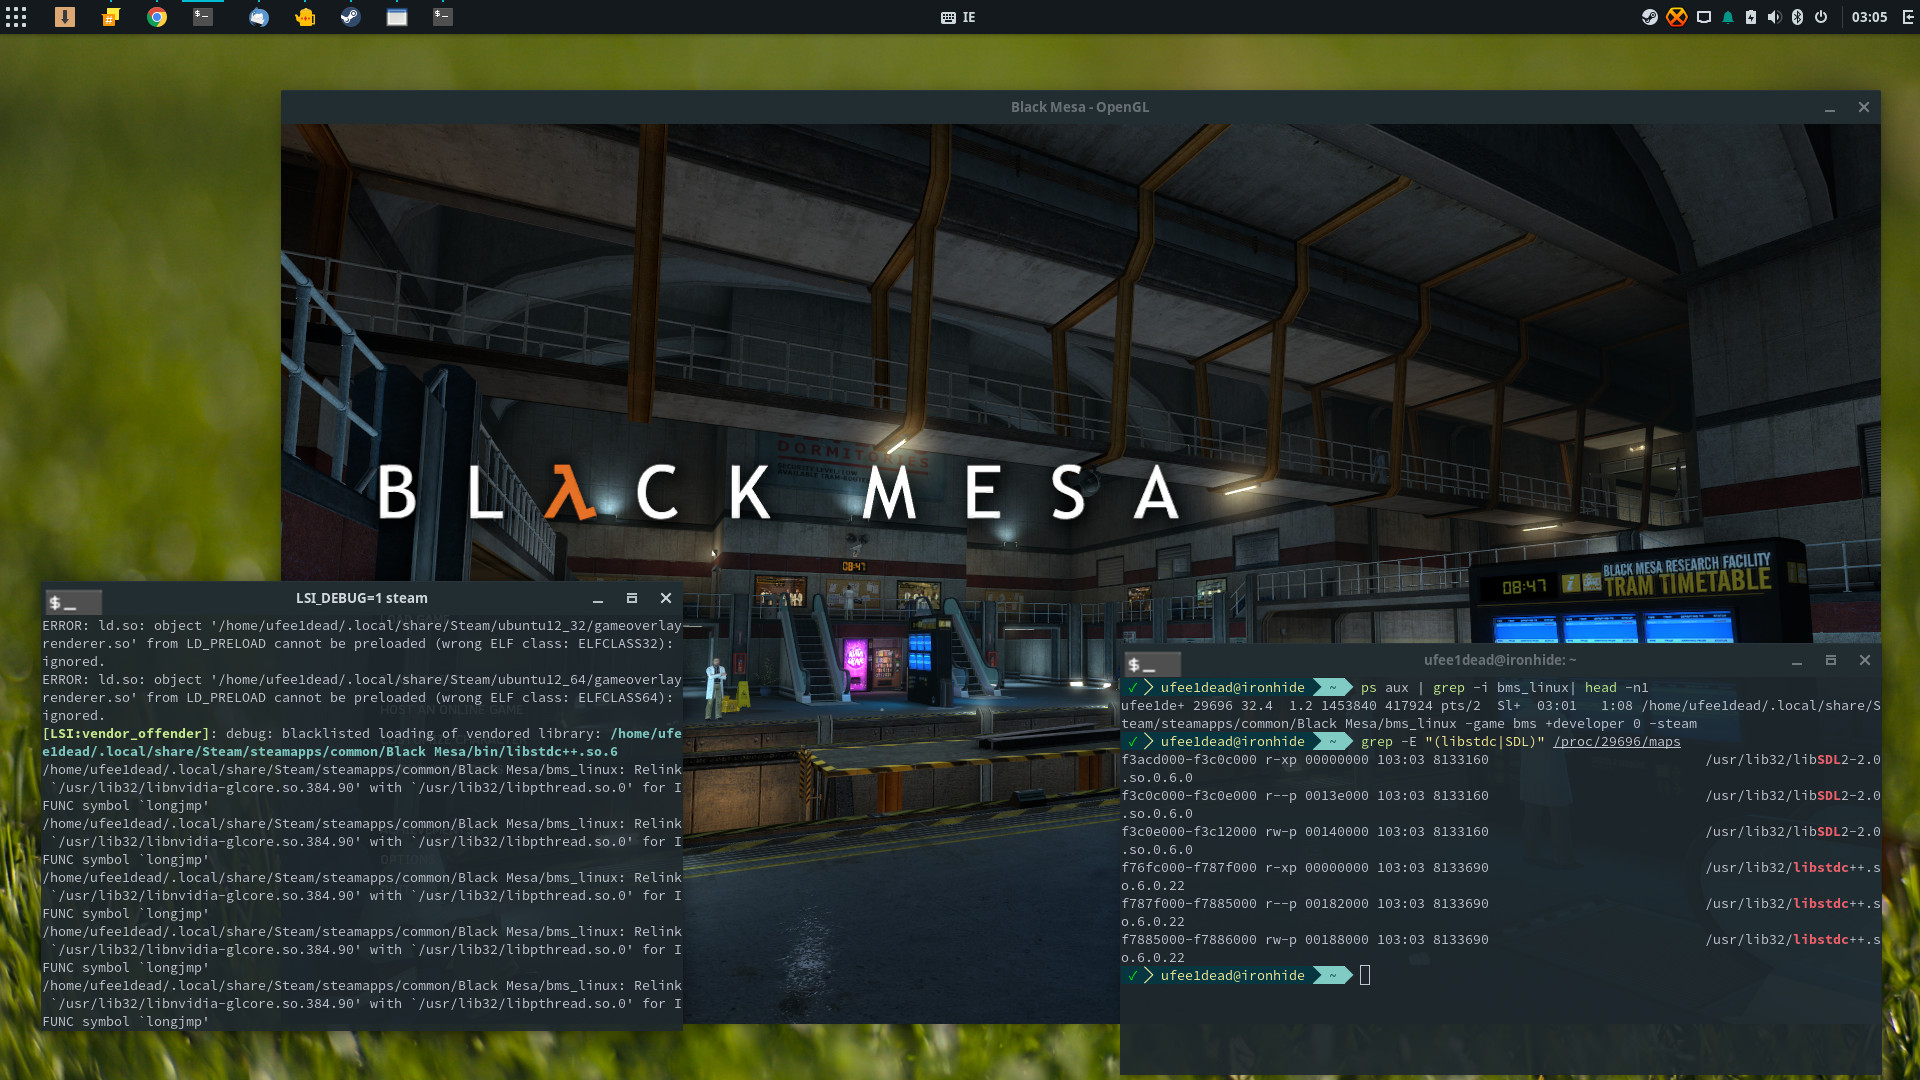 IE
03:05
Black Mesa - OpenGL
DORMITORIES
SECURITY LEVEL: LOW
BLλCK MESA
08:47
BLACK MESA RESEARCH FACILITY
08:47 i TRAM TIMETABLE
$_ LSI_DEBUG=1 steam
ERROR: ld.so: object '/home/ufee1dead/.local/share/Steam/ubuntu12_32/gameoverlay
renderer.so' from LD_PRELOAD cannot be preloaded (wrong ELF class: ELFCLASS32):
ignored.
ERROR: ld.so: object '/home/ufee1dead/.local/share/Steam/ubuntu12_64/gameoverlay
renderer.so' from LD_PRELOAD cannot be preloaded (wrong ELF class: ELFCLASS64):
ignored.
HOST AN ONLINE GAME
[LSI:vendor_offender]: debug: blacklisted loading of vendored library: /home/ufe
e1dead/.local/share/Steam/steamapps/common/Black Mesa/bin/libstdc++.so.6
/home/ufee1dead/.local/share/Steam/steamapps/common/Black Mesa/bms_linux: Relink
 `/usr/lib32/libnvidia-glcore.so.384.90' with `/usr/lib32/libpthread.so.0' for I
FUNC symbol `longjmp'
/home/ufee1dead/.local/share/Steam/steamapps/common/Black Mesa/bms_linux: Relink
 `/usr/lib32/libnvidia-glcore.so.384.90' with `/usr/lib32/libpthread.so.0' for I
FUNC symbol `longjmp'
OPTIONS
/home/ufee1dead/.local/share/Steam/steamapps/common/Black Mesa/bms_linux: Relink
 `/usr/lib32/libnvidia-glcore.so.384.90' with `/usr/lib32/libpthread.so.0' for I
FUNC symbol `longjmp'
/home/ufee1dead/.local/share/Steam/steamapps/common/Black Mesa/bms_linux: Relink
 `/usr/lib32/libnvidia-glcore.so.384.90' with `/usr/lib32/libpthread.so.0' for I
FUNC symbol `longjmp'
/home/ufee1dead/.local/share/Steam/steamapps/common/Black Mesa/bms_linux: Relink
 `/usr/lib32/libnvidia-glcore.so.384.90' with `/usr/lib32/libpthread.so.0' for I
FUNC symbol `longjmp'
$_ ufee1dead@ironhide: ~
✓ ufee1dead@ironhide ~ ps aux | grep -i bms_linux| head -n1
ufee1de+ 29696 32.4  1.2 1453840 417924 pts/2  Sl+  03:01   1:08 /home/ufee1dead/.local/share/S
team/steamapps/common/Black Mesa/bms_linux -game bms +developer 0 -steam
✓ ufee1dead@ironhide ~ grep -E "(libstdc|SDL)" /proc/29696/maps
f3acd000-f3c0c000 r-xp 00000000 103:03 8133160 /usr/lib32/libSDL2-2.0
.so.0.6.0
f3c0c000-f3c0e000 r--p 0013e000 103:03 8133160 /usr/lib32/libSDL2-2.0
.so.0.6.0
f3c0e000-f3c12000 rw-p 00140000 103:03 8133160 /usr/lib32/libSDL2-2.0
.so.0.6.0
f76fc000-f787f000 r-xp 00000000 103:03 8133690 /usr/lib32/libstdc++.s
o.6.0.22
f787f000-f7885000 r--p 00182000 103:03 8133690 /usr/lib32/libstdc++.s
o.6.0.22
f7885000-f7886000 rw-p 00188000 103:03 8133690 /usr/lib32/libstdc++.s
o.6.0.22
✓ ufee1dead@ironhide ~